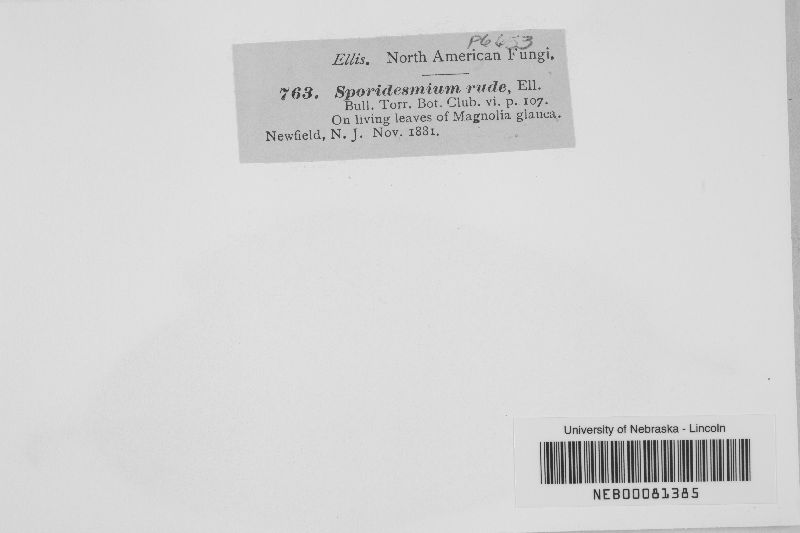 P6653
Ellis. North American Fungi.
763. Sporidesmium rude, Ell.
Bull. Torr. Bot. Club. vi. p. 107.
On living leaves of Magnolia glauca.
Newfield, N. J. Nov. 1881.
University of Nebraska - Lincoln
NEB00081385